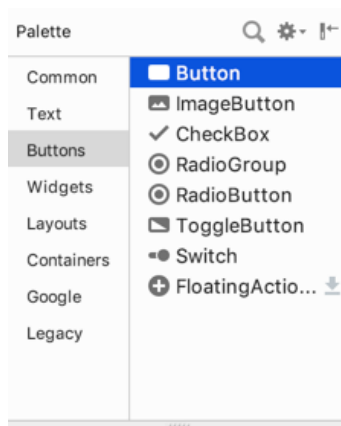 Palette
Common
Text
Buttons
Widgets
Layouts
Containers
Google
Legacy
Button
ImageButton
CheckBox
RadioGroup
RadioButton
ToggleButton
Switch
FloatingActio...